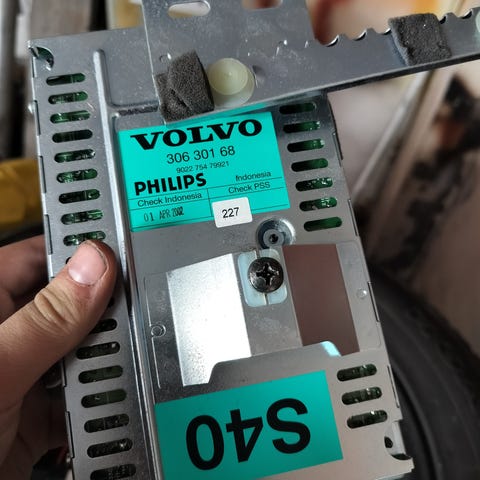 VOLVO
306 301 68
9022 754 79921
PHILIPS Indonesia
Check Indonesia Check PSS
01 APR 2002
227
S40